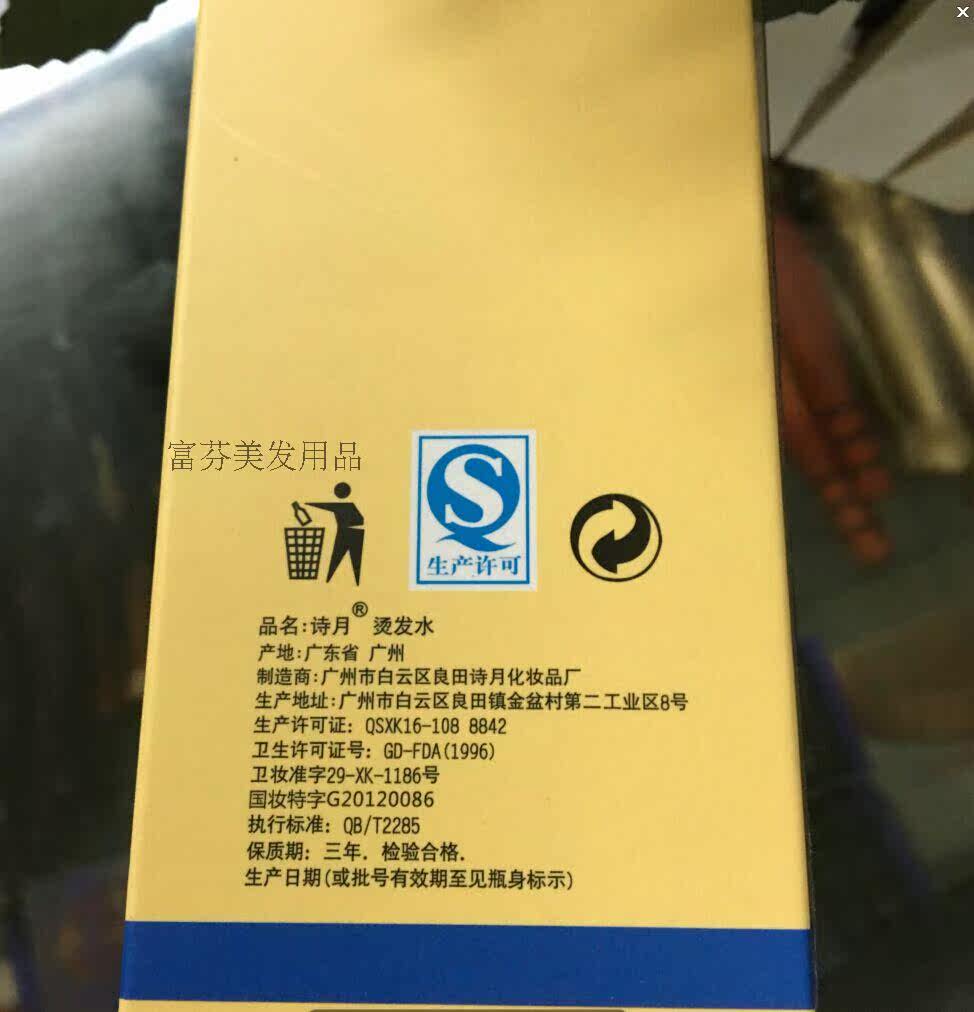 富芬美发用品
S
生产许可
品名:诗月® 烫发水
产地:广东省 广州
制造商:广州市白云区良田诗月化妆品厂
生产地址:广州市白云区良田镇金盆村第二工业区8号
生产许可证: QSXK16-108 8842
卫生许可证号: GD-FDA(1996)
卫妆准字29-XK-1186号
国妆特字G20120086
执行标准: QB/T2285
保质期: 三年. 检验合格.
生产日期(或批号有效期至见瓶身标示)